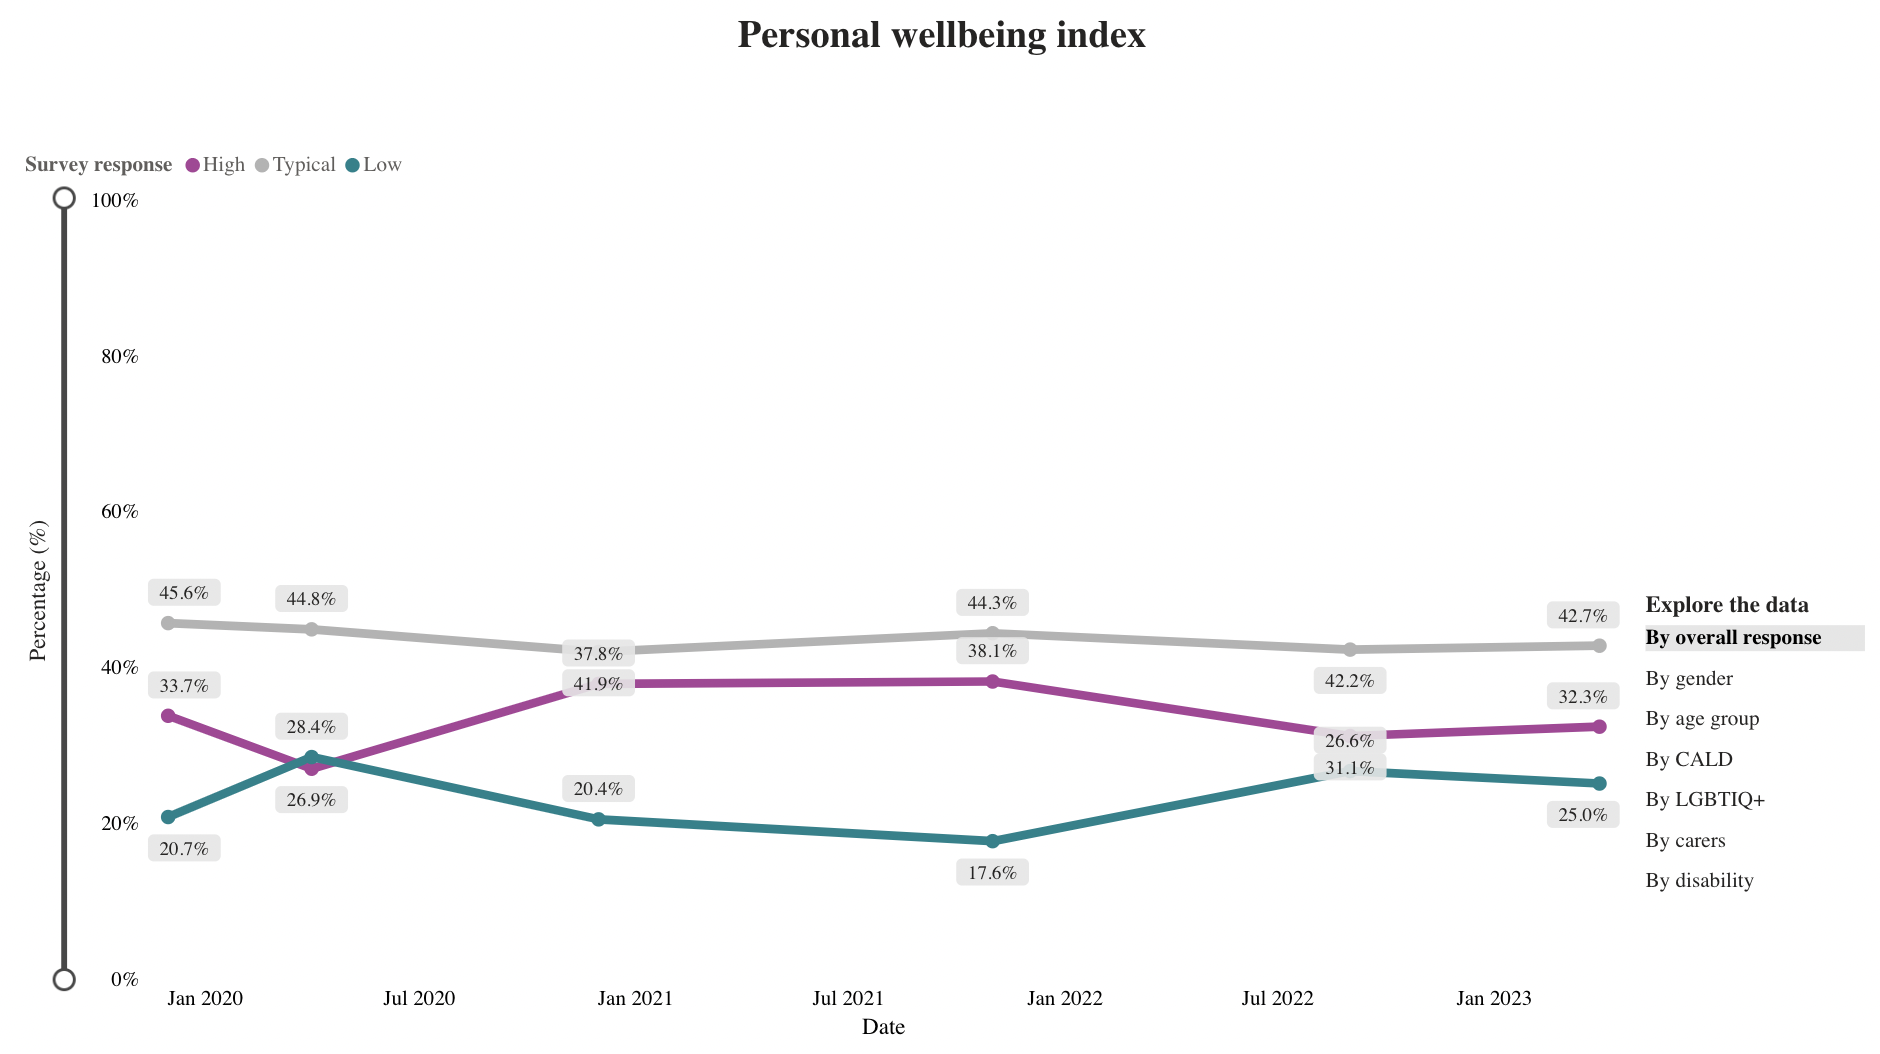 Personal wellbeing index
Survey response High Typical Low
100%
80%
60%
40%
20%
0%
Percentage (%)
45.6%
44.8%
37.8%
44.3%
38.1%
42.2%
42.7%
33.7%
28.4%
41.9%
26.6%
32.3%
20.7%
26.9%
20.4%
17.6%
31.1%
25.0%
Jan 2020 Jul 2020 Jan 2021 Jul 2021 Jan 2022 Jul 2022 Jan 2023
Date
Explore the data
By overall response
By gender
By age group
By CALD
By LGBTIQ+
By carers
By disability